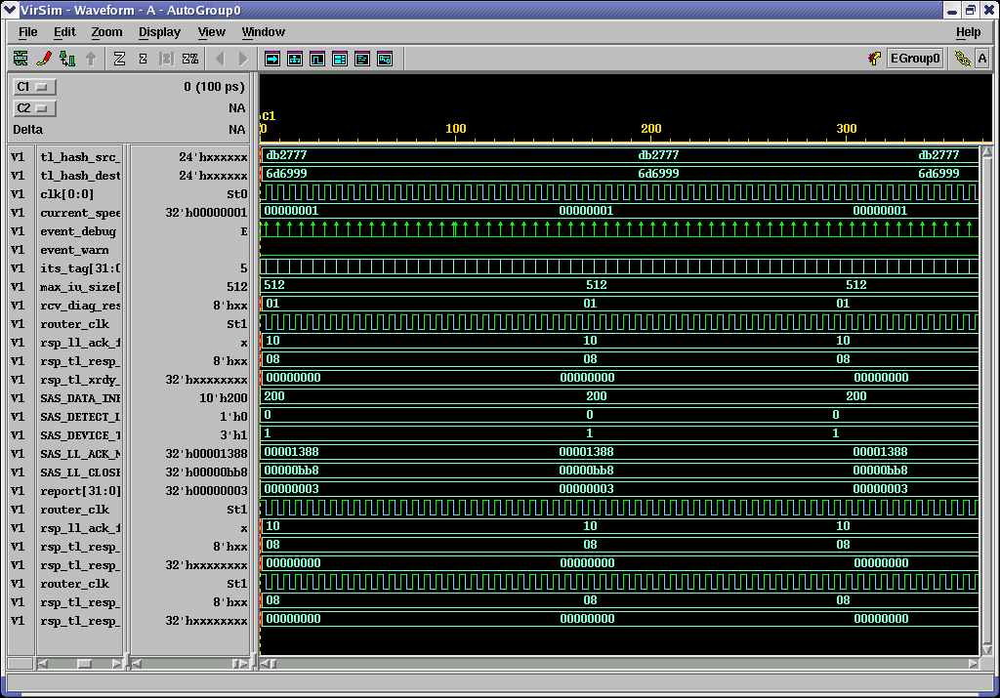 VirSim - Waveform - A - AutoGroup0
File Edit Zoom Display View Window Help
Z z |z| z% EGroup0 A
C1 0 (100 ps)
C2 NA
Delta NA
C1
0 100 200 300
V1 tl_hash_src_ 24'hxxxxxx db2777 db2777 db2777
V1 tl_hash_dest 24'hxxxxxx 6d6999 6d6999 6d6999
V1 clk[0:0] St0
V1 current_spee 32'h00000001 00000001 00000001 00000001
V1 event_debug E
V1 event_warn
V1 its_tag[31:0 5
V1 max_iu_size[ 512 512 512 512
V1 rcv_diag_res 8'hxx 01 01 01
V1 router_clk St1
V1 rsp_ll_ack_f x 10 10 10
V1 rsp_tl_resp_ 8'hxx 08 08 08
V1 rsp_tl_xrdy_ 32'hxxxxxxxx 00000000 00000000 00000000
V1 SAS_DATA_INF 10'h200 200 200 200
V1 SAS_DETECT_I 1'h0 0 0 0
V1 SAS_DEVICE_T 3'h1 1 1 1
V1 SAS_LL_ACK_N 32'h00001388 00001388 00001388 00001388
V1 SAS_LL_CLOSE 32'h00000bb8 00000bb8 00000bb8 00000bb8
V1 report[31:0] 32'h00000003 00000003 00000003 00000003
V1 router_clk St1
V1 rsp_ll_ack_f x 10 10 10
V1 rsp_tl_resp_ 8'hxx 08 08 08
V1 rsp_tl_resp_ 32'hxxxxxxxx 00000000 00000000 00000000
V1 router_clk St1
V1 rsp_tl_resp_ 8'hxx 08 08 08
V1 rsp_tl_resp_ 32'hxxxxxxxx 00000000 00000000 00000000